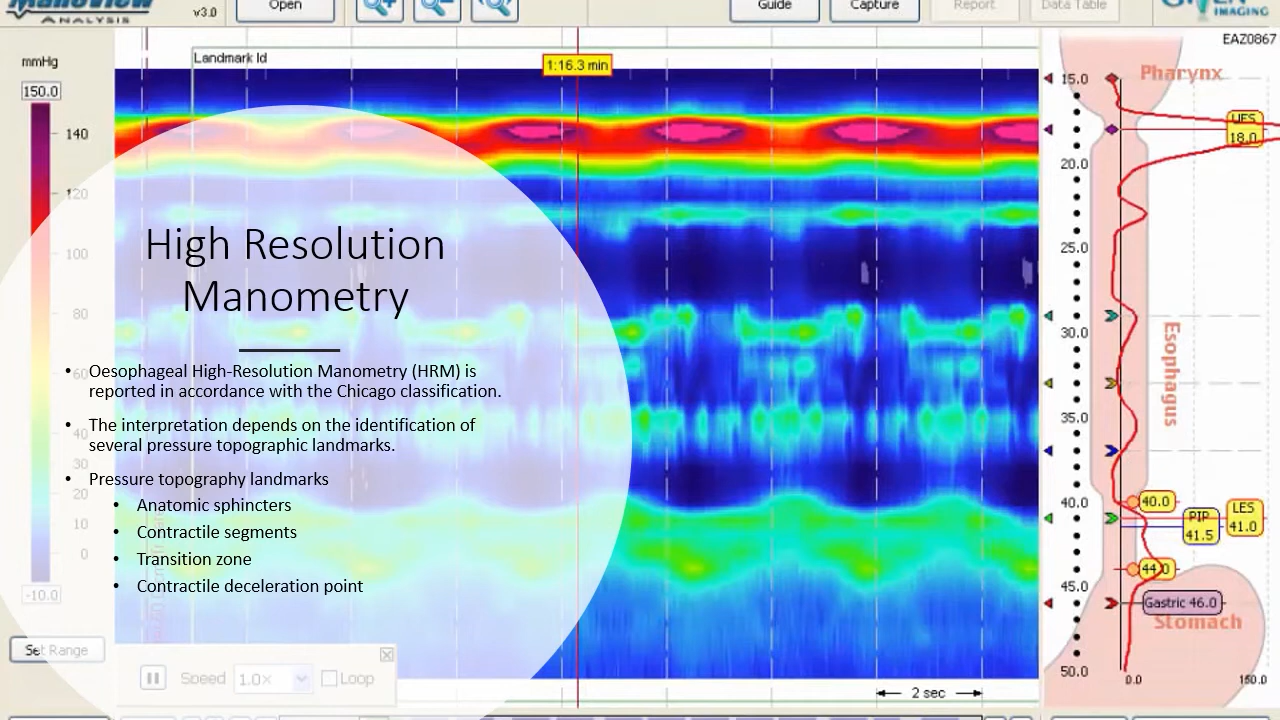 ManoView
ANALYSIS
v3.0
Open
Guide
Capture
Report
Data Table
GIVEN
IMAGING
EAZ0867
mmHg
150.0
140
120
100
80
60
40
30
20
10
0
-10.0
Set Range
Landmark Id
1:16.3 min
High Resolution
Manometry
• Oesophageal High-Resolution Manometry (HRM) is
reported in accordance with the Chicago classification.
• The interpretation depends on the identification of
several pressure topographic landmarks.
• Pressure topography landmarks
• Anatomic sphincters
• Contractile segments
• Transition zone
• Contractile deceleration point
Speed 1.0× Loop
2 sec
Pharynx
Esophagus
Stomach
15.0
20.0
25.0
30.0
35.0
40.0
45.0
50.0
UES
18.0
40.0
PIP
41.5
LES
41.0
44.0
Gastric 46.0
0.0
150.0